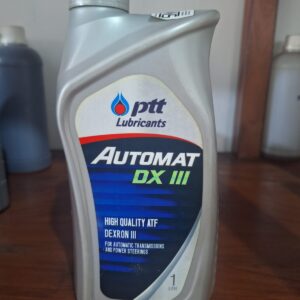 ptt
Lubricants
AUTOMAT
DX III
HIGH QUALITY ATF
DEXRON III
FOR AUTOMATIC TRANSMISSIONS
AND POWER STEERINGS
1